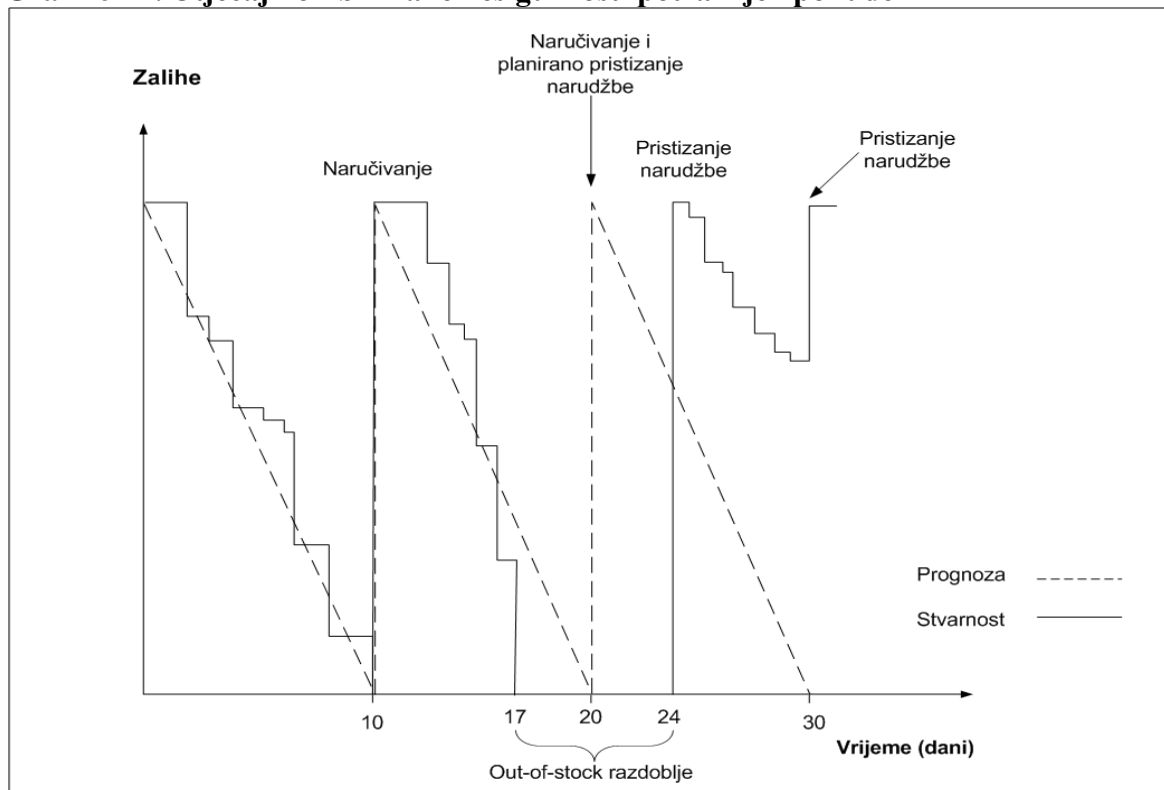 Naručivanje i
planirano pristizanje
narudžbe
Zalihe
Pristizanje
narudžbe
Pristizanje
narudžbe
Naručivanje
Prognoza
Stvarnost
10
17
20
24
30
Vrijeme (dani)
Out-of-stock razdoblje